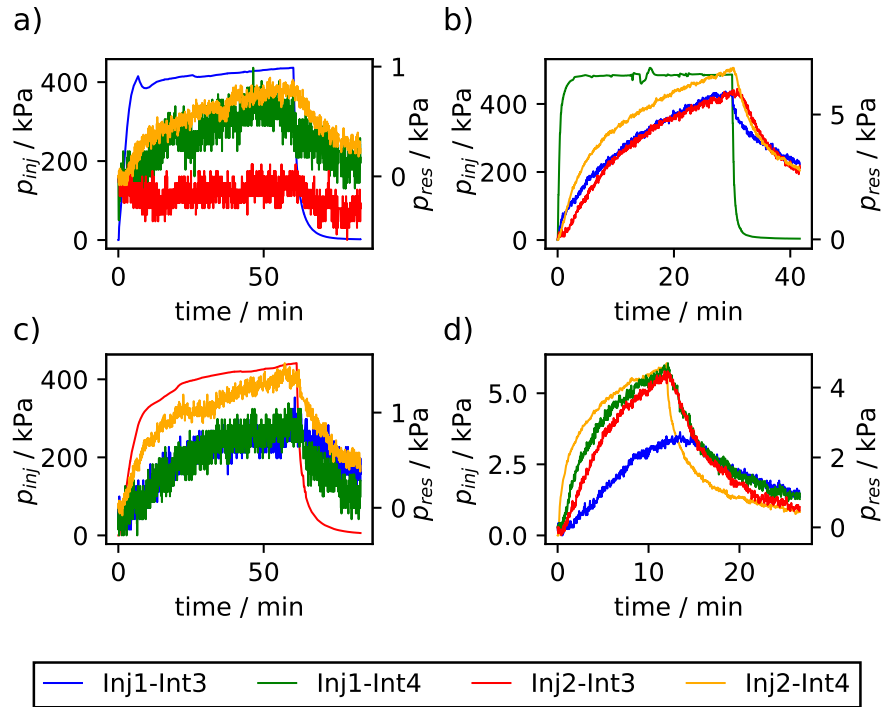 a)
b)
400
200
0
p_inj / kPa
1
0
p_res / kPa
0
50
time / min
400
200
0
p_inj / kPa
5
0
p_res / kPa
0
20
40
time / min
c)
d)
400
200
0
p_inj / kPa
1
0
p_res / kPa
0
50
time / min
5.0
2.5
0.0
p_inj / kPa
4
2
0
p_res / kPa
0
10
20
time / min
Inj1-Int3 Inj1-Int4 Inj2-Int3 Inj2-Int4